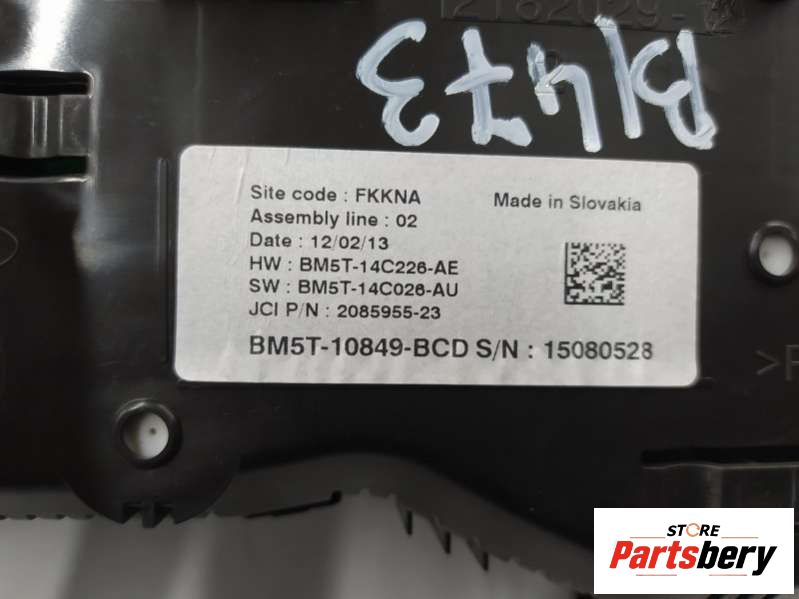 B1473
Site code : FKKNA
Made in Slovakia
Assembly line : 02
Date : 12/02/13
HW : BM5T-14C226-AE
SW : BM5T-14C026-AU
JCI P/N : 2085955-23
BM5T-10849-BCD S/N : 15080528
>P
STORE
Partsbery